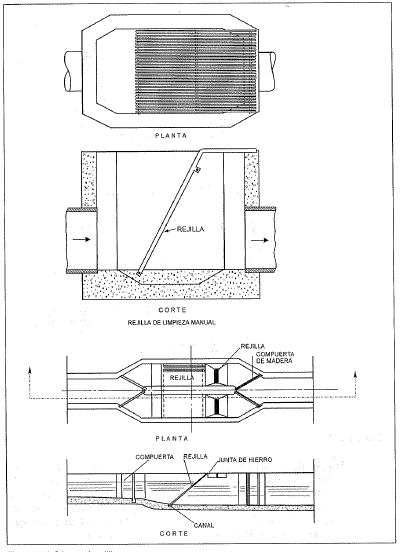 PLANTA
REJILLA
CORTE
REJILLA DE LIMPIEZA MANUAL
REJILLA
COMPUERTA
DE MADERA
REJILLA
PLANTA
COMPUERTA
REJILLA
JUNTA DE HIERRO
CANAL
CORTE